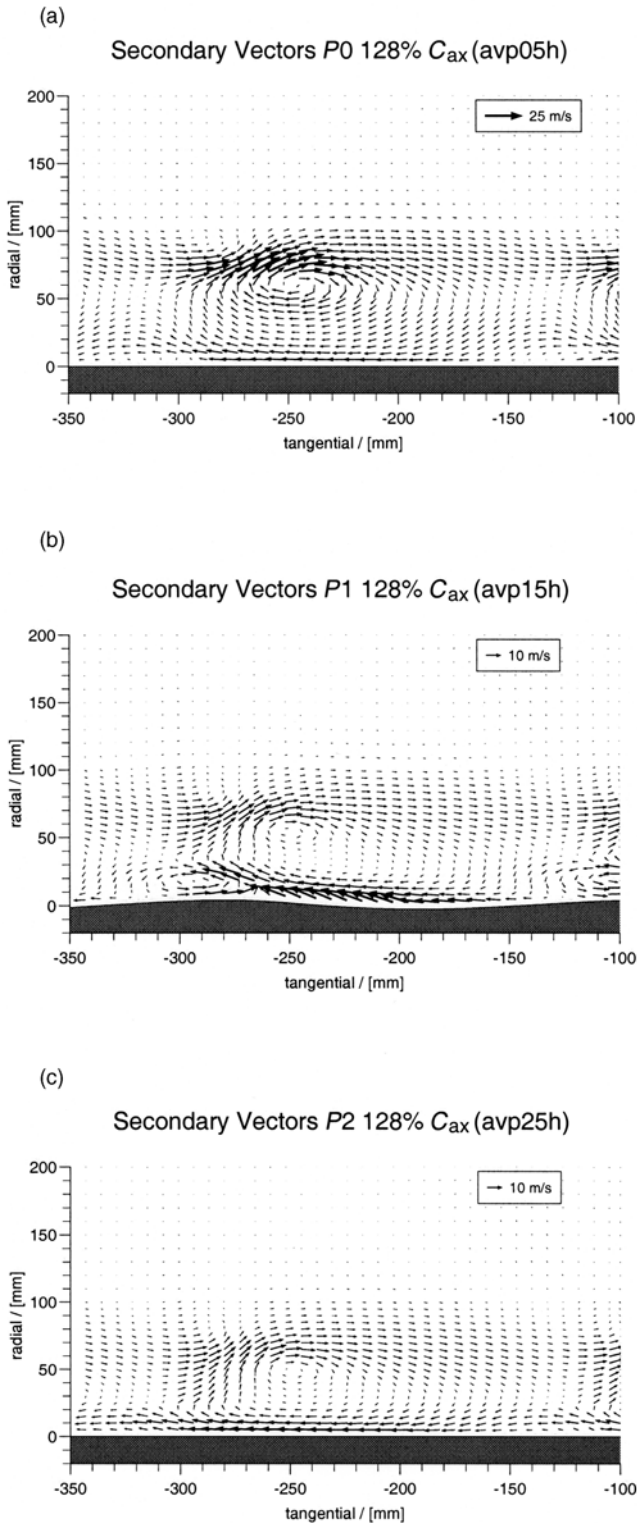 (a)
Secondary Vectors P0 128% Cax (avp05h)
25 m/s
200
150
100
50
0
radial / [mm]
-350 -300 -250 -200 -150 -100
tangential / [mm]
(b)
Secondary Vectors P1 128% Cax (avp15h)
10 m/s
200
150
100
50
0
radial / [mm]
-350 -300 -250 -200 -150 -100
tangential / [mm]
(c)
Secondary Vectors P2 128% Cax (avp25h)
10 m/s
200
150
100
50
0
radial / [mm]
-350 -300 -250 -200 -150 -100
tangential / [mm]